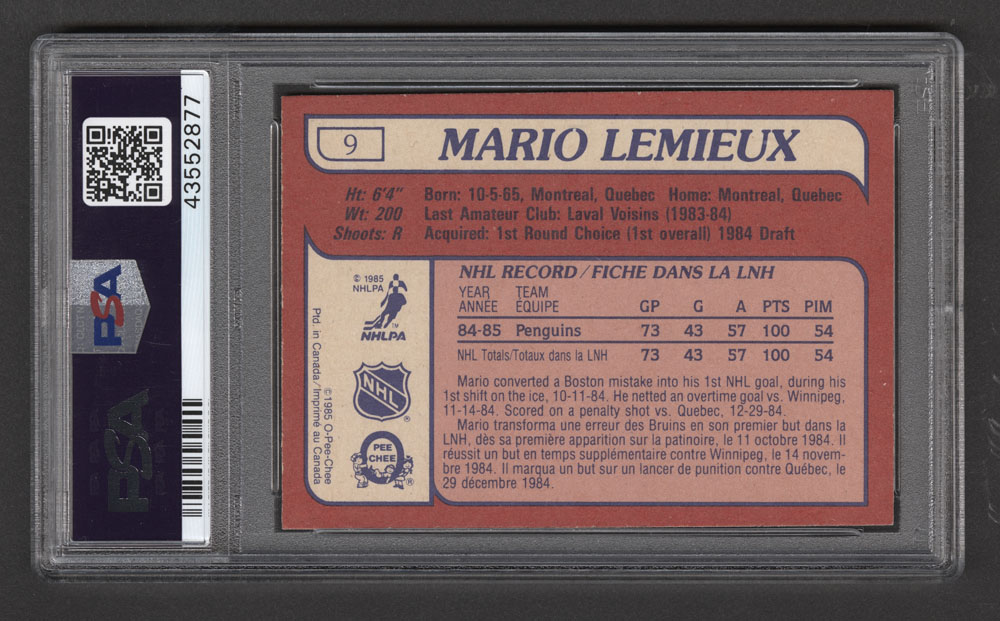 43552877
PSA
PSA
9
MARIO LEMIEUX
Ht: 6'4" Born: 10-5-65, Montreal, Quebec Home: Montreal, Quebec
Wt: 200 Last Amateur Club: Laval Voisins (1983-84)
Shoots: R Acquired: 1st Round Choice (1st overall) 1984 Draft
© 1985
NHLPA
TM
NHLPA
NHL
®
PEE
CHEE
®
©1985 O-Pee-Chee
Ptd. in Canada/Imprimé au Canada
NHL RECORD/FICHE DANS LA LNH
YEAR TEAM
ANNÉE ÉQUIPE GP G A PTS PIM
84-85 Penguins 73 43 57 100 54
NHL Totals/Totaux dans la LNH 73 43 57 100 54
Mario converted a Boston mistake into his 1st NHL goal, during his
1st shift on the ice, 10-11-84. He netted an overtime goal vs. Winnipeg,
11-14-84. Scored on a penalty shot vs. Quebec, 12-29-84.
Mario transforma une erreur des Bruins en son premier but dans la
LNH, dès sa première apparition sur la patinoire, le 11 octobre 1984. Il
réussit un but en temps supplémentaire contre Winnipeg, le 14 novem-
bre 1984. Il marqua un but sur un lancer de punition contre Québec, le
29 décembre 1984.